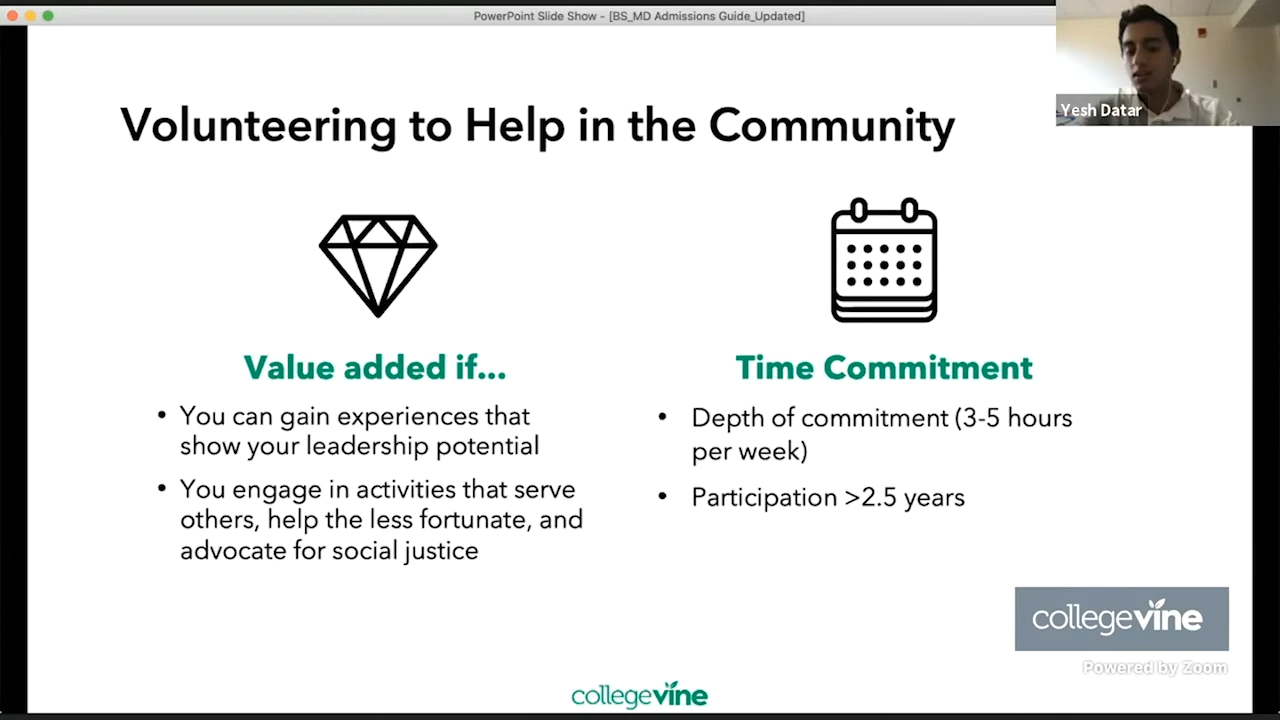 PowerPoint Slide Show - [BS_MD Admissions Guide_Updated]
Yesh Datar
Volunteering to Help in the Community
Value added if...
• You can gain experiences that
show your leadership potential
• You engage in activities that serve
others, help the less fortunate, and
advocate for social justice
Time Commitment
• Depth of commitment (3-5 hours
per week)
• Participation >2.5 years
collegevine
Powered by Zoom
collegevine